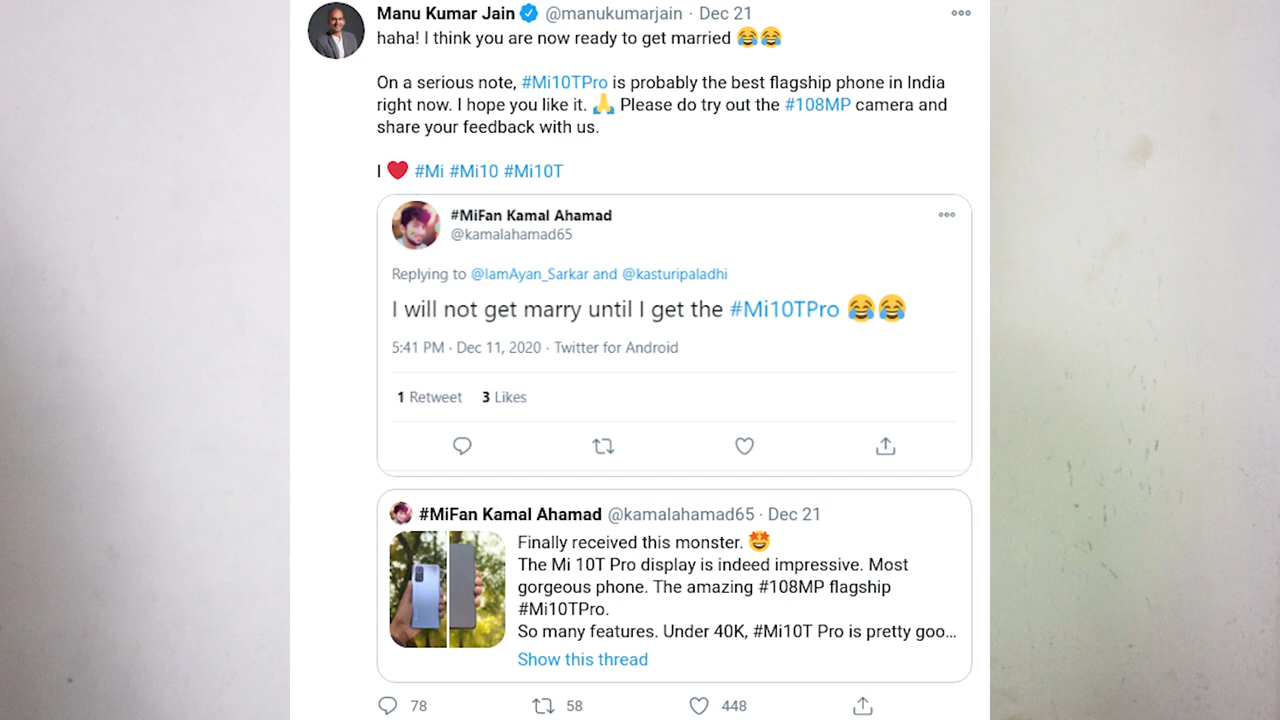 Manu Kumar Jain @manukumarjain · Dec 21
haha! I think you are now ready to get married 😂😂
On a serious note, #Mi10TPro is probably the best flagship phone in India
right now. I hope you like it. 🙏 Please do try out the #108MP camera and
share your feedback with us.
I ❤️ #Mi #Mi10 #Mi10T
#MiFan Kamal Ahamad
@kamalahamad65
Replying to @IamAyan_Sarkar and @kasturipaladhi
I will not get marry until I get the #Mi10TPro 😂😂
5:41 PM · Dec 11, 2020 · Twitter for Android
1 Retweet 3 Likes
#MiFan Kamal Ahamad @kamalahamad65 · Dec 21
Finally received this monster. 🤩
The Mi 10T Pro display is indeed impressive. Most
gorgeous phone. The amazing #108MP flagship
#Mi10TPro.
So many features. Under 40K, #Mi10T Pro is pretty goo...
Show this thread
78 58 448